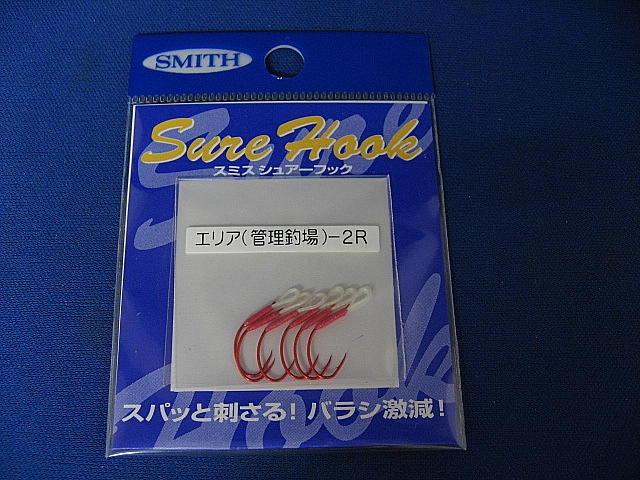 SMITH
Sure Hook
スミス シュアーフック
エリア(管理釣場)-2R
スパッと刺さる! バラシ激減!